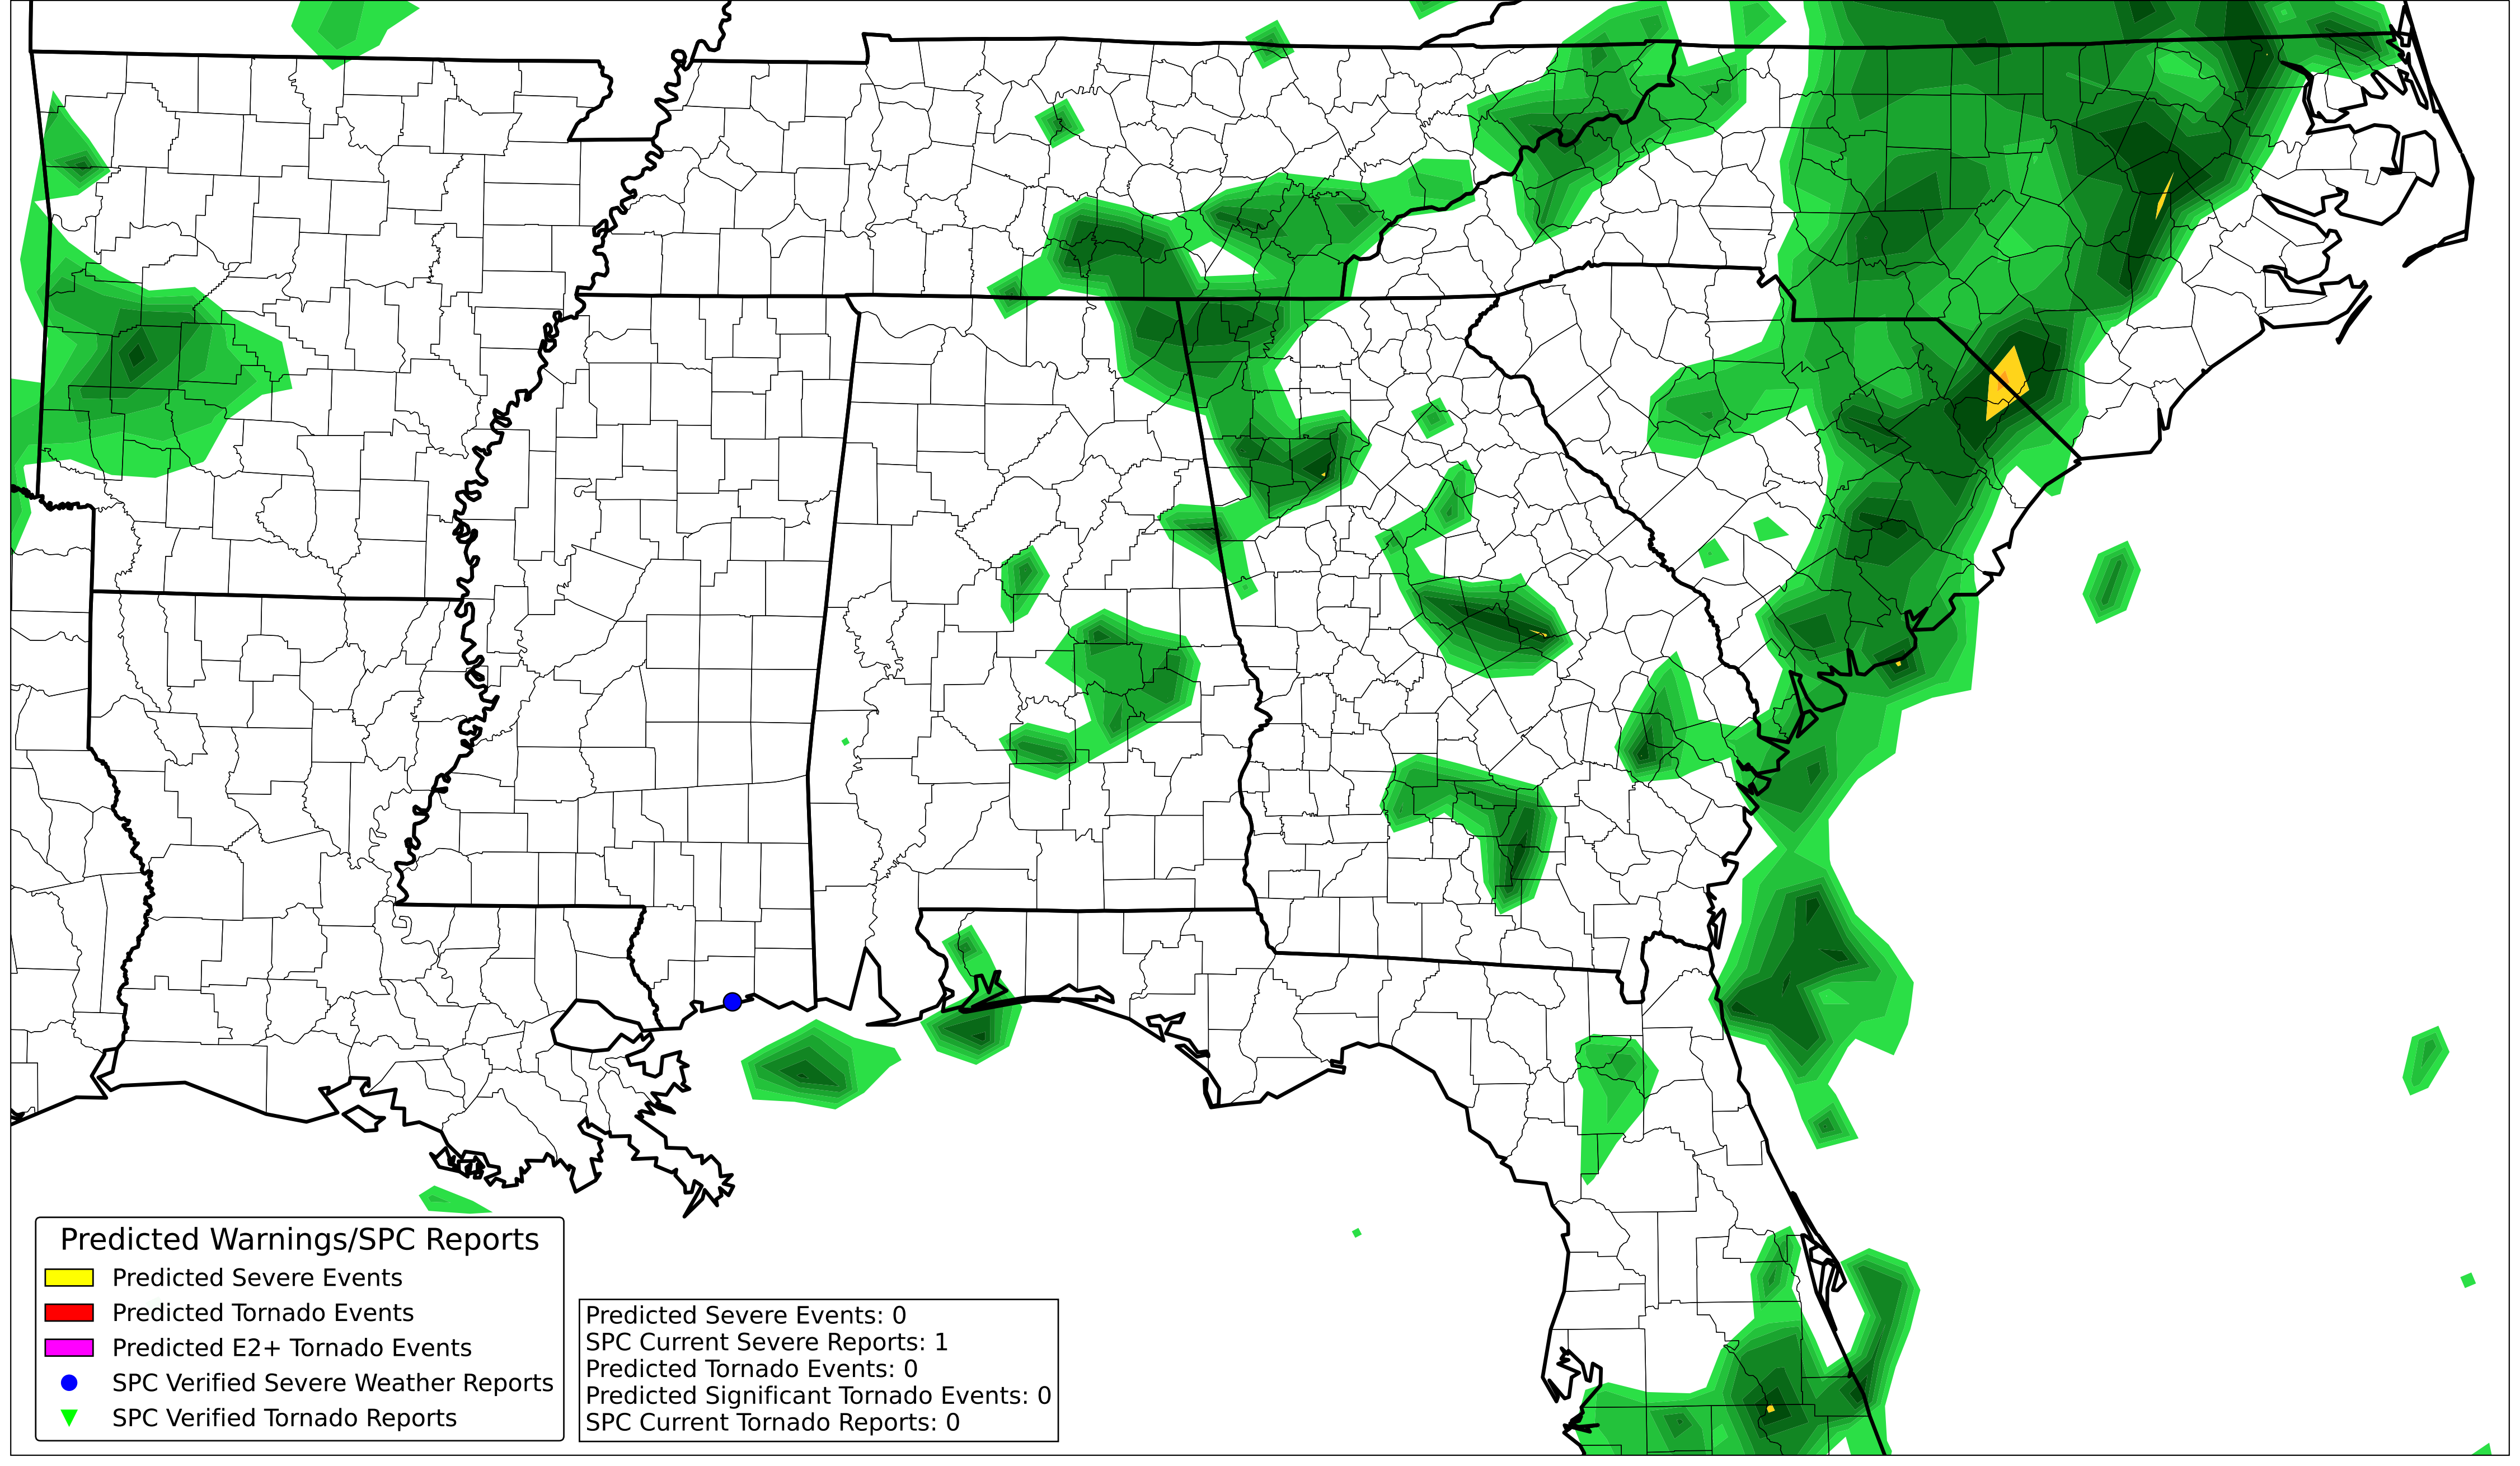 Predicted Warnings/SPC Reports
Predicted Severe Events
Predicted Tornado Events
Predicted E2+ Tornado Events
SPC Verified Severe Weather Reports
SPC Verified Tornado Reports
Predicted Severe Events: 0
SPC Current Severe Reports: 1
Predicted Tornado Events: 0
Predicted Significant Tornado Events: 0
SPC Current Tornado Reports: 0